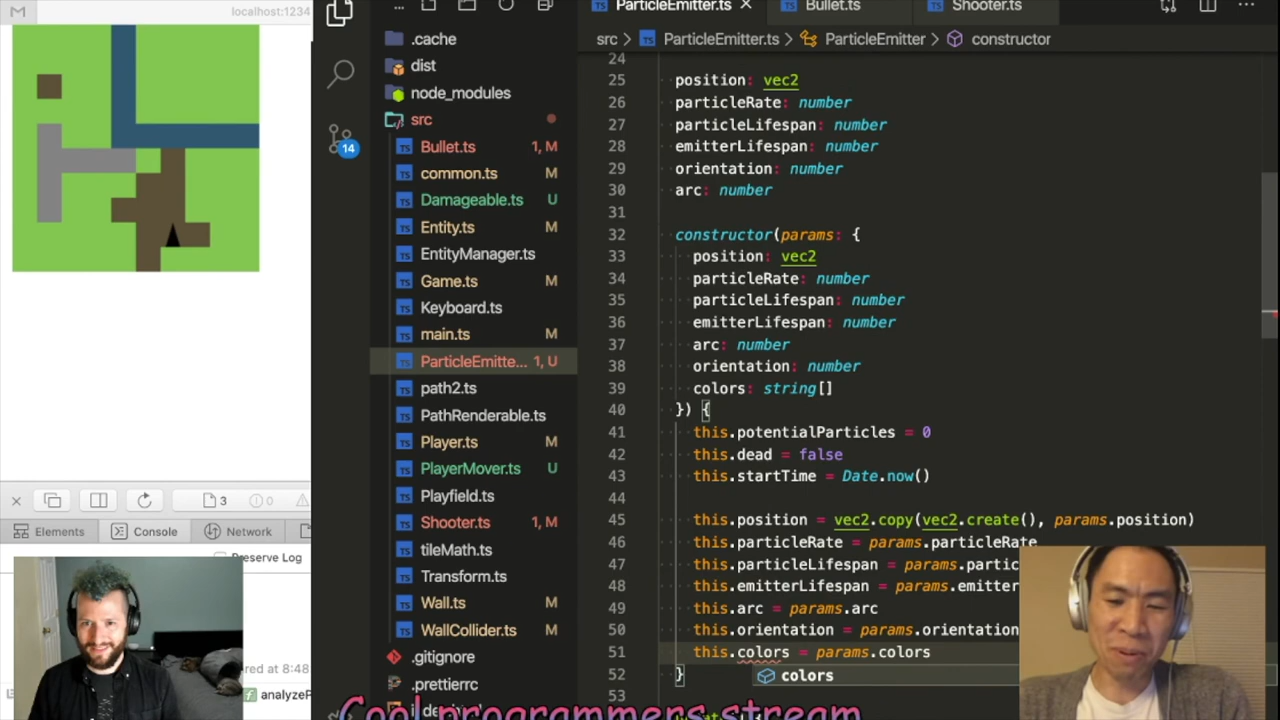 localhost:1234
ParticleEmitter.ts ×
Bullet.ts
Shooter.ts
src > ParticleEmitter.ts > ParticleEmitter > constructor
.cache
dist
node_modules
src
Bullet.ts 1, M
common.ts M
Damageable.ts U
Entity.ts M
EntityManager.ts
Game.ts M
Keyboard.ts
main.ts M
ParticleEmitte... 1, U
path2.ts
PathRenderable.ts
Player.ts M
PlayerMover.ts U
Playfield.ts
Shooter.ts 1, M
tileMath.ts
Transform.ts
Wall.ts M
WallCollider.ts M
.gitignore
.prettierrc
14
24
25 position: vec2
26 particleRate: number
27 particleLifespan: number
28 emitterLifespan: number
29 orientation: number
30 arc: number
31
32 constructor(params: {
33 position: vec2
34 particleRate: number
35 particleLifespan: number
36 emitterLifespan: number
37 arc: number
38 orientation: number
39 colors: string[]
40 }) {
41 this.potentialParticles = 0
42 this.dead = false
43 this.startTime = Date.now()
44
45 this.position = vec2.copy(vec2.create(), params.position)
46 this.particleRate = params.particleRate
47 this.particleLifespan = params.partic
48 this.emitterLifespan = params.emitter
49 this.arc = params.arc
50 this.orientation = params.orientation
51 this.colors = params.colors
52 }
colors
53
3 0
Elements Console Network
Preserve Log
ered at 8:48
analyzeP
Cool programmers stream